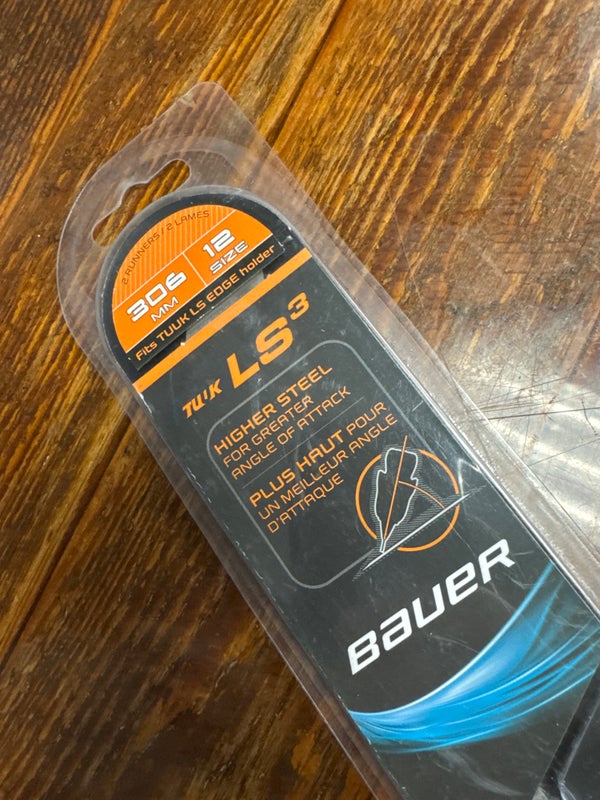 2 RUNNERS / 2 LAMES
306 MM
12 SIZE
Fits TUUK LS EDGE holder
TUUK LS3
HIGHER STEEL
FOR GREATER
ANGLE OF ATTACK
PLUS HAUT POUR
UN MEILLEUR ANGLE
D'ATTAQUE
BAUER